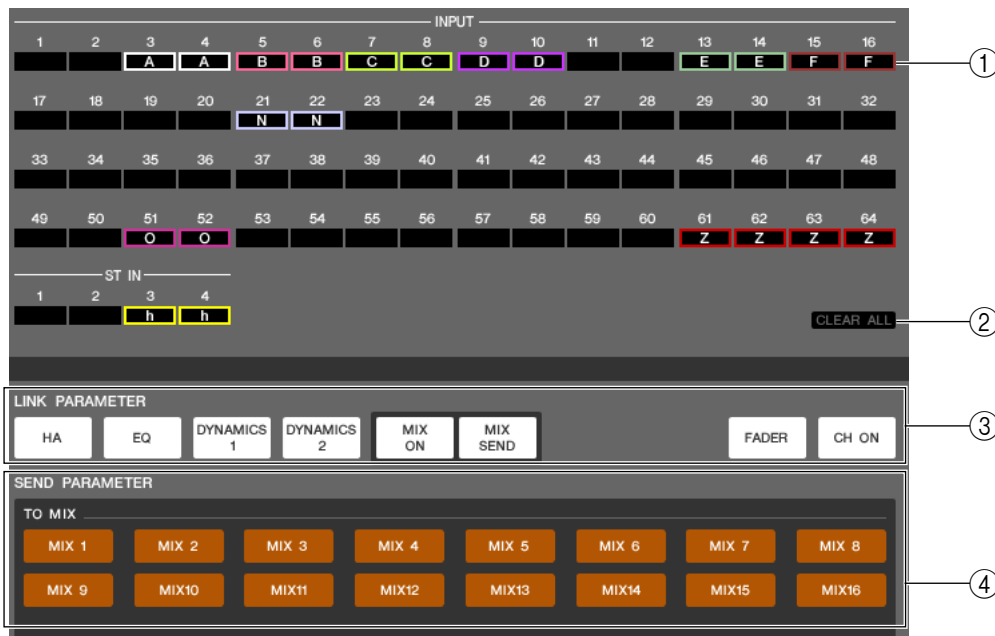 INPUT
1 2 3 4 5 6 7 8 9 10 11 12 13 14 15 16
A A B B C C D D E E F F
①
17 18 19 20 21 22 23 24 25 26 27 28 29 30 31 32
N N
33 34 35 36 37 38 39 40 41 42 43 44 45 46 47 48
49 50 51 52 53 54 55 56 57 58 59 60 61 62 63 64
O O Z Z Z Z
ST IN
1 2 3 4
h h
CLEAR ALL ②
LINK PARAMETER
HA EQ DYNAMICS 1 DYNAMICS 2 MIX ON MIX SEND FADER CH ON ③
SEND PARAMETER
TO MIX
MIX 1 MIX 2 MIX 3 MIX 4 MIX 5 MIX 6 MIX 7 MIX 8
MIX 9 MIX10 MIX11 MIX12 MIX13 MIX14 MIX15 MIX16 ④